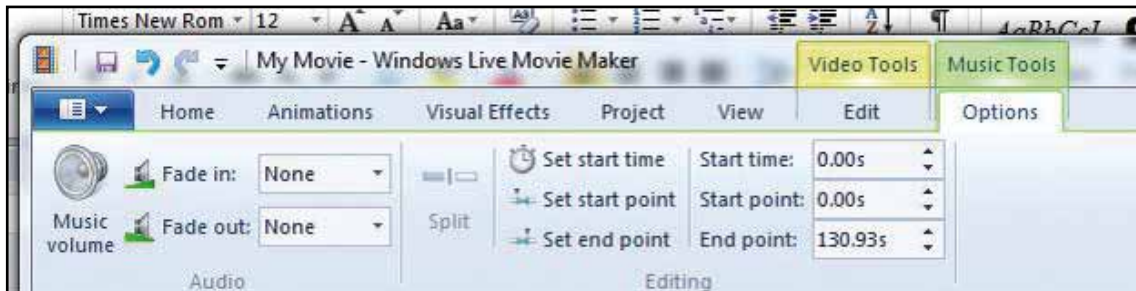 Times New Rom 12 A A Aa
AaBbCcI
My Movie - Windows Live Movie Maker Video Tools Music Tools
Home Animations Visual Effects Project View Edit Options
Fade in: None Set start time Start time: 0.00s
Music volume Fade out: None Split Set start point Start point: 0.00s
Set end point End point: 130.93s
Audio Editing